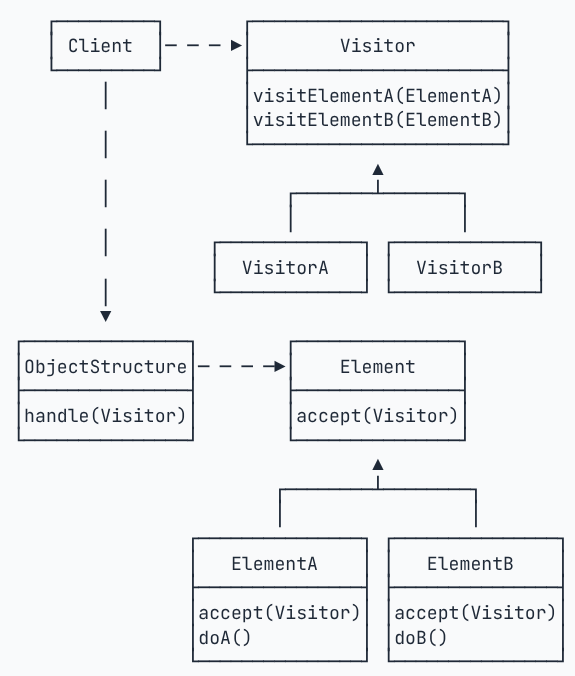 Client
Visitor
visitElementA(ElementA)
visitElementB(ElementB)
VisitorA
VisitorB
ObjectStructure
handle(Visitor)
Element
accept(Visitor)
ElementA
accept(Visitor)
doA()
ElementB
accept(Visitor)
doB()